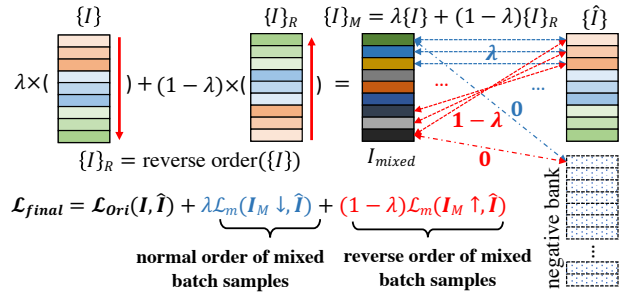 {I} {I}_R {I}_M = λ{I} + (1 − λ){I}_R {Î}
λ×( ) + (1 − λ)×( ) =
λ
... ...
0
1 − λ
0
{I}_R = reverse order({I}) I_mixed
negative bank
...
𝓛_final = 𝓛_Ori(I, Î) + λℒ_m(I_M ↓, Î) + (1 − λ)ℒ_m(I_M ↑, Î)
normal order of mixed batch samples
reverse order of mixed batch samples